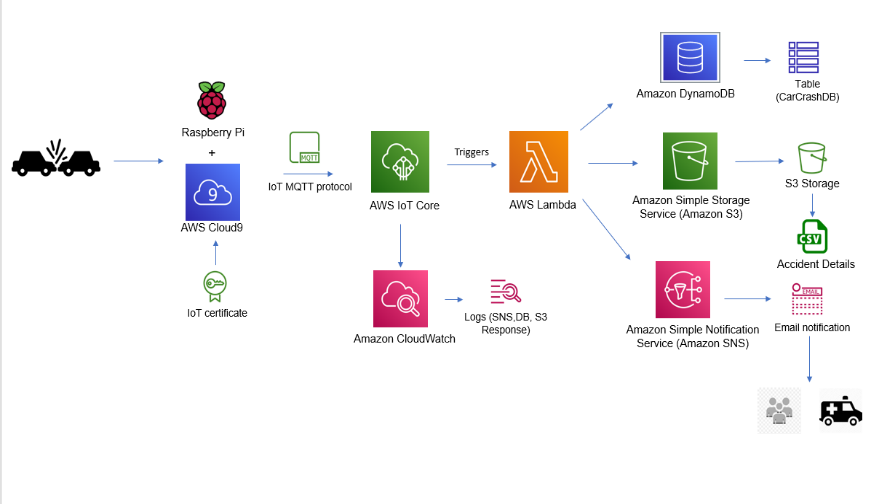 Raspberry Pi
+
9
AWS Cloud9
IoT certificate
MQTT
IoT MQTT protocol
AWS IoT Core
Triggers
AWS Lambda
Amazon CloudWatch
Logs (SNS,DB, S3
Response)
Amazon DynamoDB
Table
(CarCrashDB)
Amazon Simple Storage
Service (Amazon S3)
S3 Storage
CSV
Accident Details
Amazon Simple Notification
Service (Amazon SNS)
EMAIL
Email notification